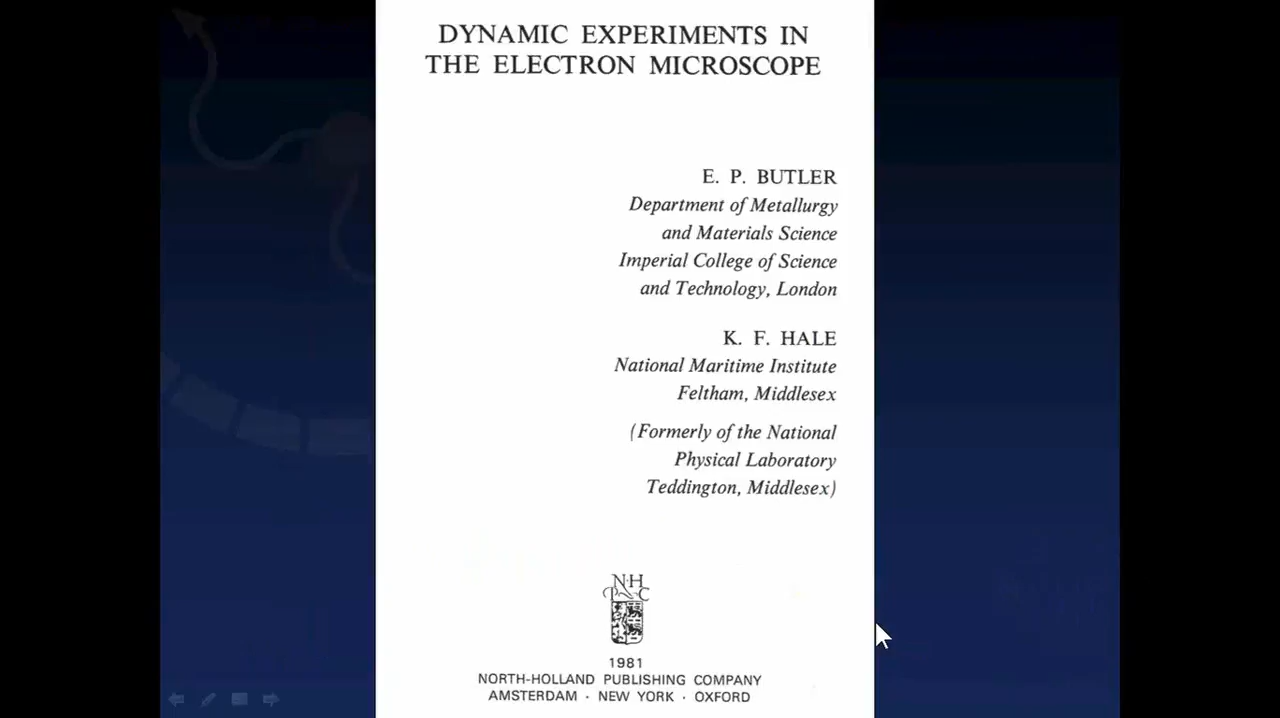 DYNAMIC EXPERIMENTS IN
THE ELECTRON MICROSCOPE
E. P. BUTLER
Department of Metallurgy
and Materials Science
Imperial College of Science
and Technology, London
K. F. HALE
National Maritime Institute
Feltham, Middlesex
(Formerly of the National
Physical Laboratory
Teddington, Middlesex)
N·H
P C
1981
NORTH-HOLLAND PUBLISHING COMPANY
AMSTERDAM · NEW YORK · OXFORD